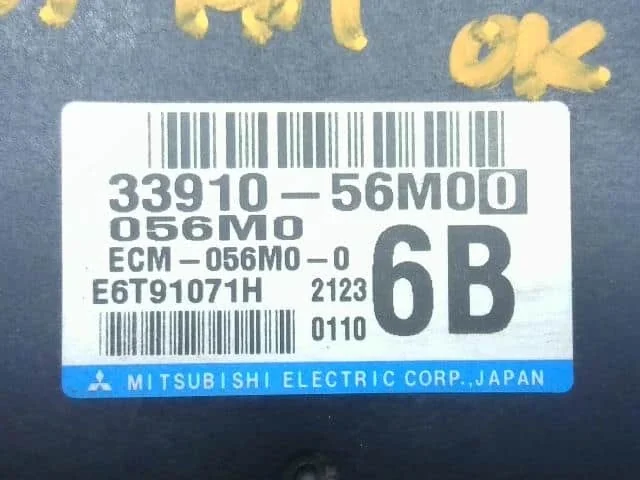 OK
33910-56M00
056M0
ECM-056M0-0
6B
E6T91071H 2123
0110
MITSUBISHI ELECTRIC CORP., JAPAN